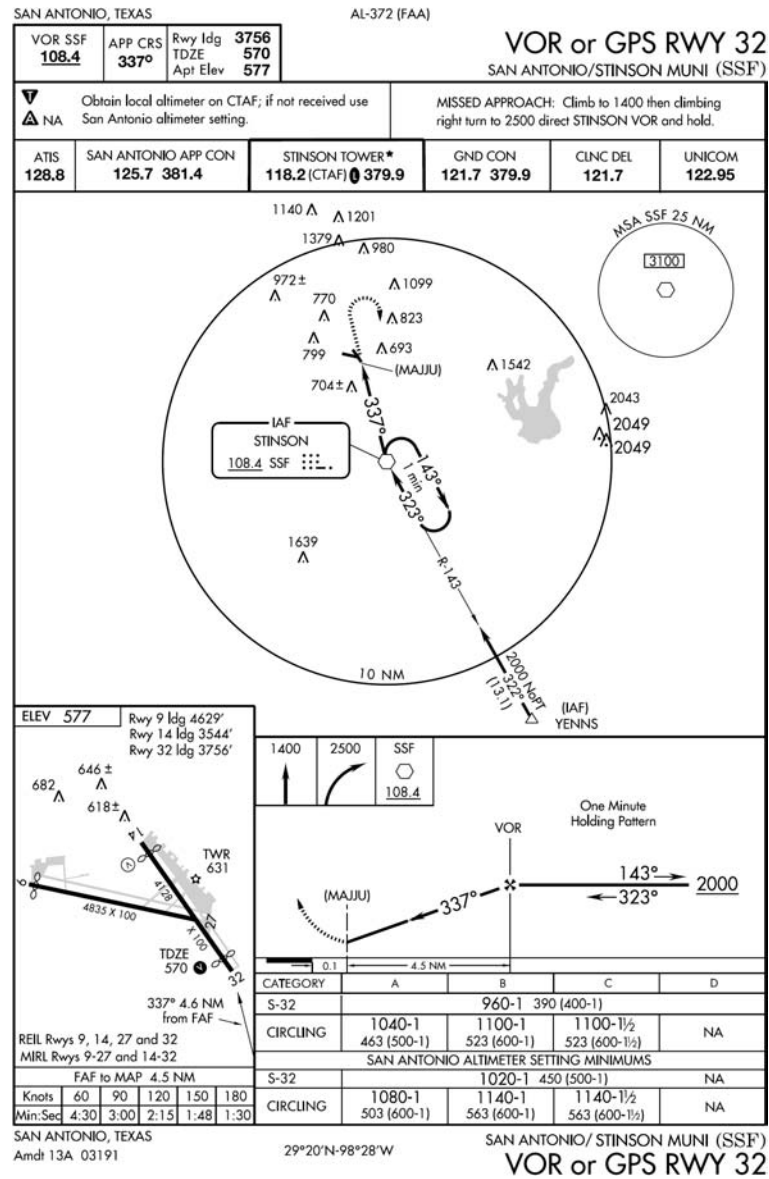 SAN ANTONIO, TEXAS
AL-372 (FAA)
VOR SSF
108.4
APP CRS
337°
Rwy ldg 3756
TDZE 570
Apt Elev 577
VOR or GPS RWY 32
SAN ANTONIO/STINSON MUNI (SSF)
T
A NA
Obtain local altimeter on CTAF; if not received use
San Antonio altimeter setting.
MISSED APPROACH: Climb to 1400 then climbing
right turn to 2500 direct STINSON VOR and hold.
ATIS
128.8
SAN ANTONIO APP CON
125.7 381.4
STINSON TOWER*
118.2 (CTAF) L 379.9
GND CON
121.7 379.9
CLNC DEL
121.7
UNICOM
122.95
1140
1201
1379
980
972±
1099
770
823
799
693
(MAJJU)
704±
1542
2043
2049
2049
MSA SSF 25 NM
3100
337°
IAF
STINSON
108.4 SSF
143°
1 min
323°
1639
R-143
10 NM
2000 NoPT
322°
(13.1)
(IAF)
YENNS
ELEV 577
Rwy 9 ldg 4629'
Rwy 14 ldg 3544'
Rwy 32 ldg 3756'
646±
682
618±
14
TWR
631
V
9
4128 X 100
4835 X 100
27
TDZE
570
V
32
337° 4.6 NM
from FAF
REIL Rwys 9, 14, 27 and 32
MIRL Rwys 9-27 and 14-32
FAF to MAP 4.5 NM
Knots 60 90 120 150 180
Min:Sec 4:30 3:00 2:15 1:48 1:30
1400
2500
SSF
108.4
One Minute
Holding Pattern
VOR
143°
323°
2000
(MAJJU)
337°
0.1
4.5 NM
CATEGORY A B C D
S-32 960-1 390 (400-1)
CIRCLING
1040-1
463 (500-1)
1100-1
523 (600-1)
1100-1½
523 (600-1½)
NA
SAN ANTONIO ALTIMETER SETTING MINIMUMS
S-32 1020-1 450 (500-1) NA
CIRCLING
1080-1
503 (600-1)
1140-1
563 (600-1)
1140-1½
563 (600-1½)
NA
SAN ANTONIO, TEXAS
Amdt 13A 03191
29°20'N-98°28'W
SAN ANTONIO/ STINSON MUNI (SSF)
VOR or GPS RWY 32